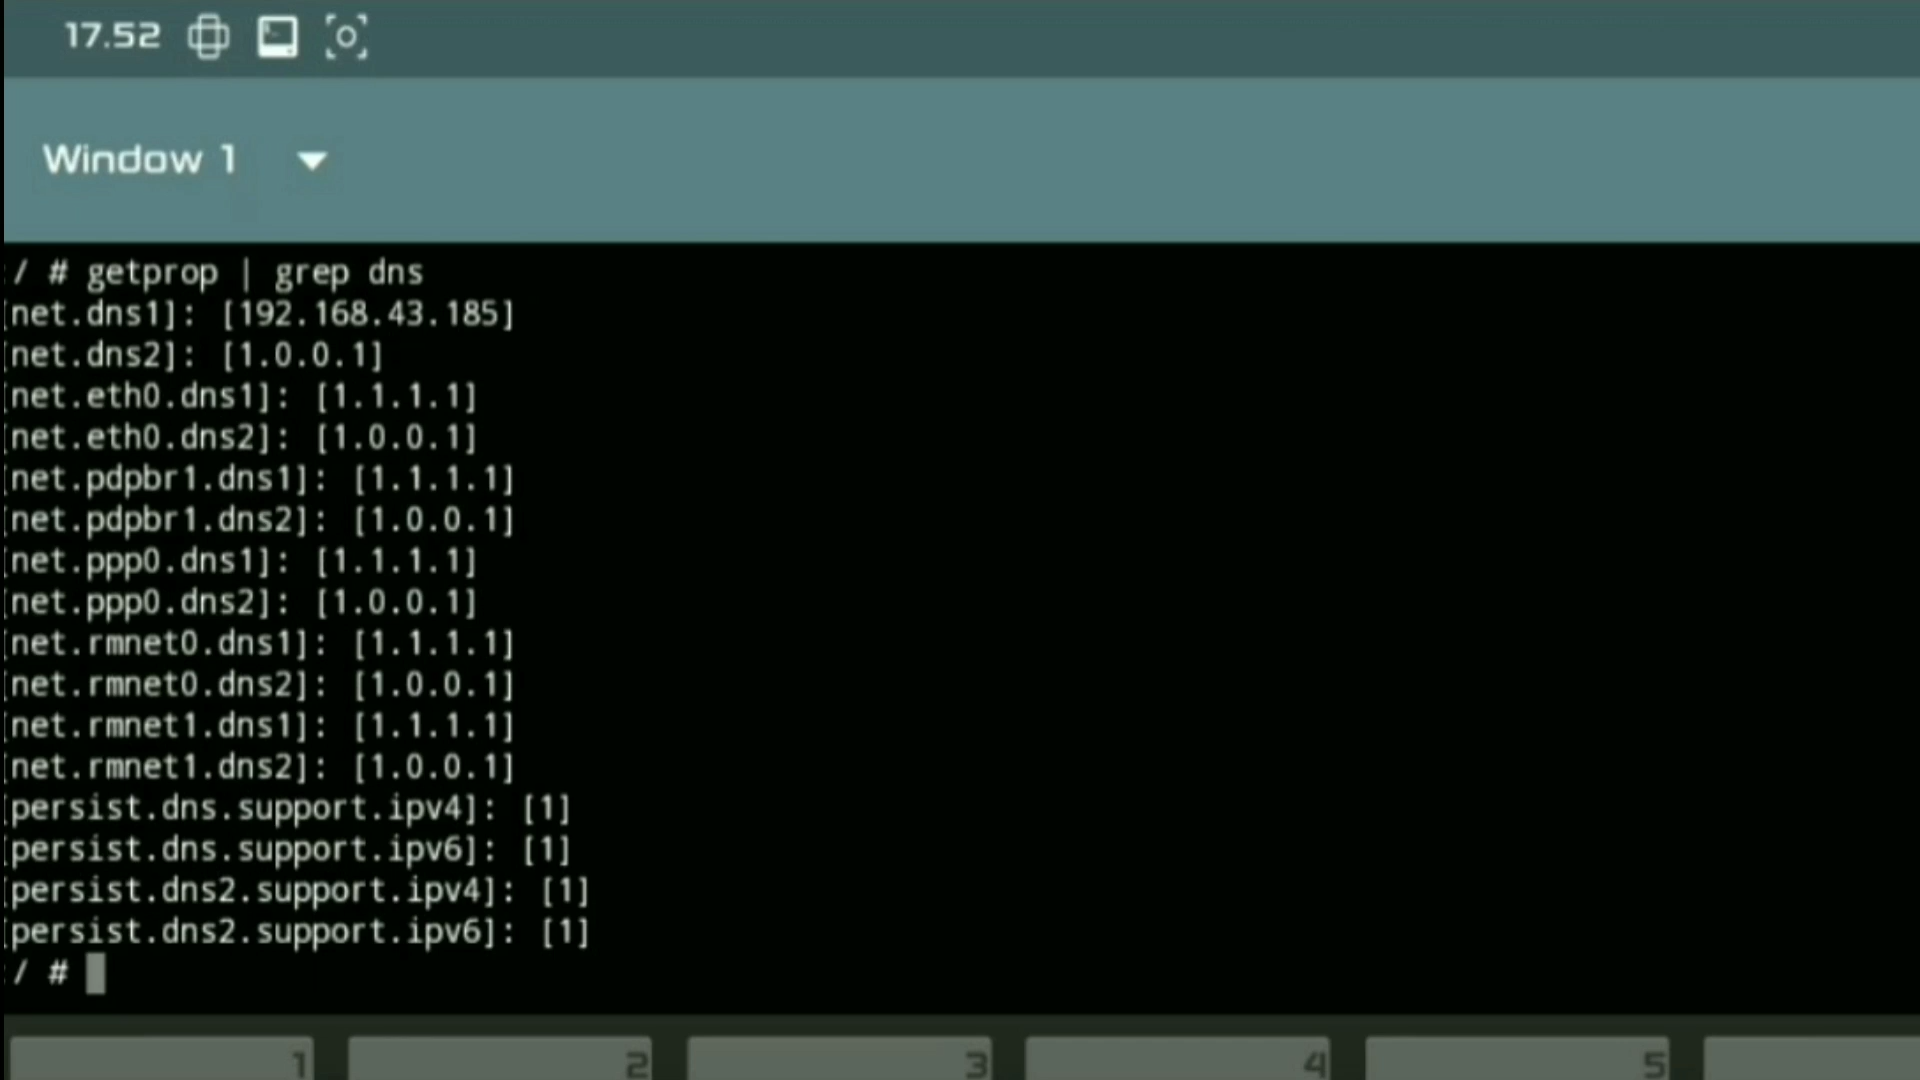 17.52
Window 1
:/ # getprop | grep dns
[net.dns1]: [192.168.43.185]
[net.dns2]: [1.0.0.1]
[net.eth0.dns1]: [1.1.1.1]
[net.eth0.dns2]: [1.0.0.1]
[net.pdpbr1.dns1]: [1.1.1.1]
[net.pdpbr1.dns2]: [1.0.0.1]
[net.ppp0.dns1]: [1.1.1.1]
[net.ppp0.dns2]: [1.0.0.1]
[net.rmnet0.dns1]: [1.1.1.1]
[net.rmnet0.dns2]: [1.0.0.1]
[net.rmnet1.dns1]: [1.1.1.1]
[net.rmnet1.dns2]: [1.0.0.1]
[persist.dns.support.ipv4]: [1]
[persist.dns.support.ipv6]: [1]
[persist.dns2.support.ipv4]: [1]
[persist.dns2.support.ipv6]: [1]
:/ #
1 2 3 4 5